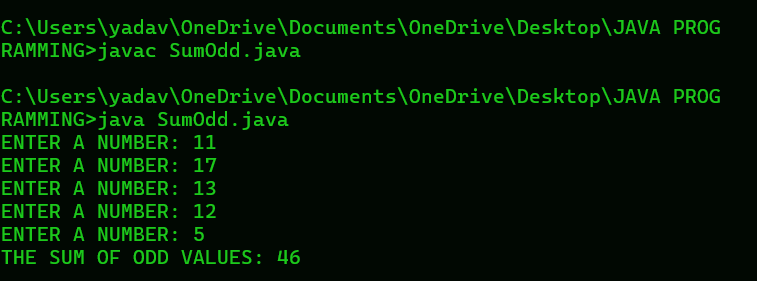 C:\Users\yadav\OneDrive\Documents\OneDrive\Desktop\JAVA PROG
RAMMING>javac SumOdd.java
C:\Users\yadav\OneDrive\Documents\OneDrive\Desktop\JAVA PROG
RAMMING>java SumOdd.java
ENTER A NUMBER: 11
ENTER A NUMBER: 17
ENTER A NUMBER: 13
ENTER A NUMBER: 12
ENTER A NUMBER: 5
THE SUM OF ODD VALUES: 46